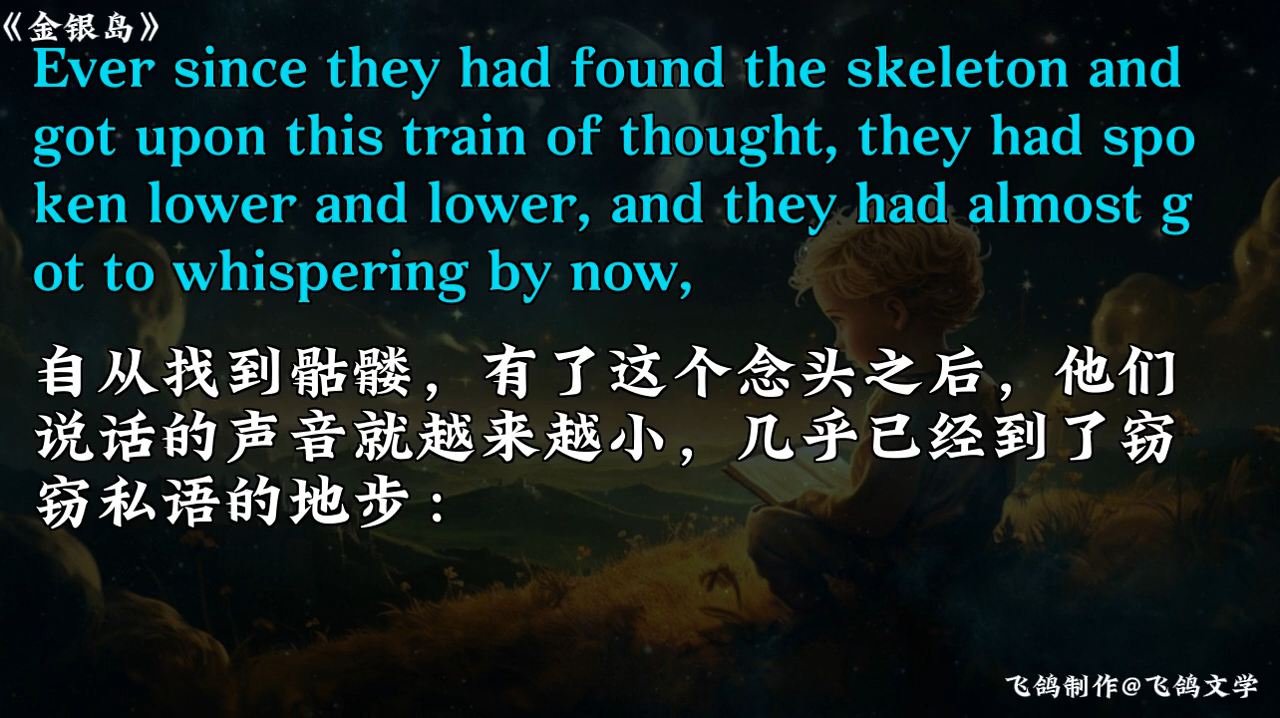 《金银岛》
Ever since they had found the skeleton and
got upon this train of thought, they had spo
ken lower and lower, and they had almost g
ot to whispering by now,
自从找到骷髅，有了这个念头之后，他们
说话的声音就越来越小，几乎已经到了窃
窃私语的地步：
飞鸽制作@飞鸽文学